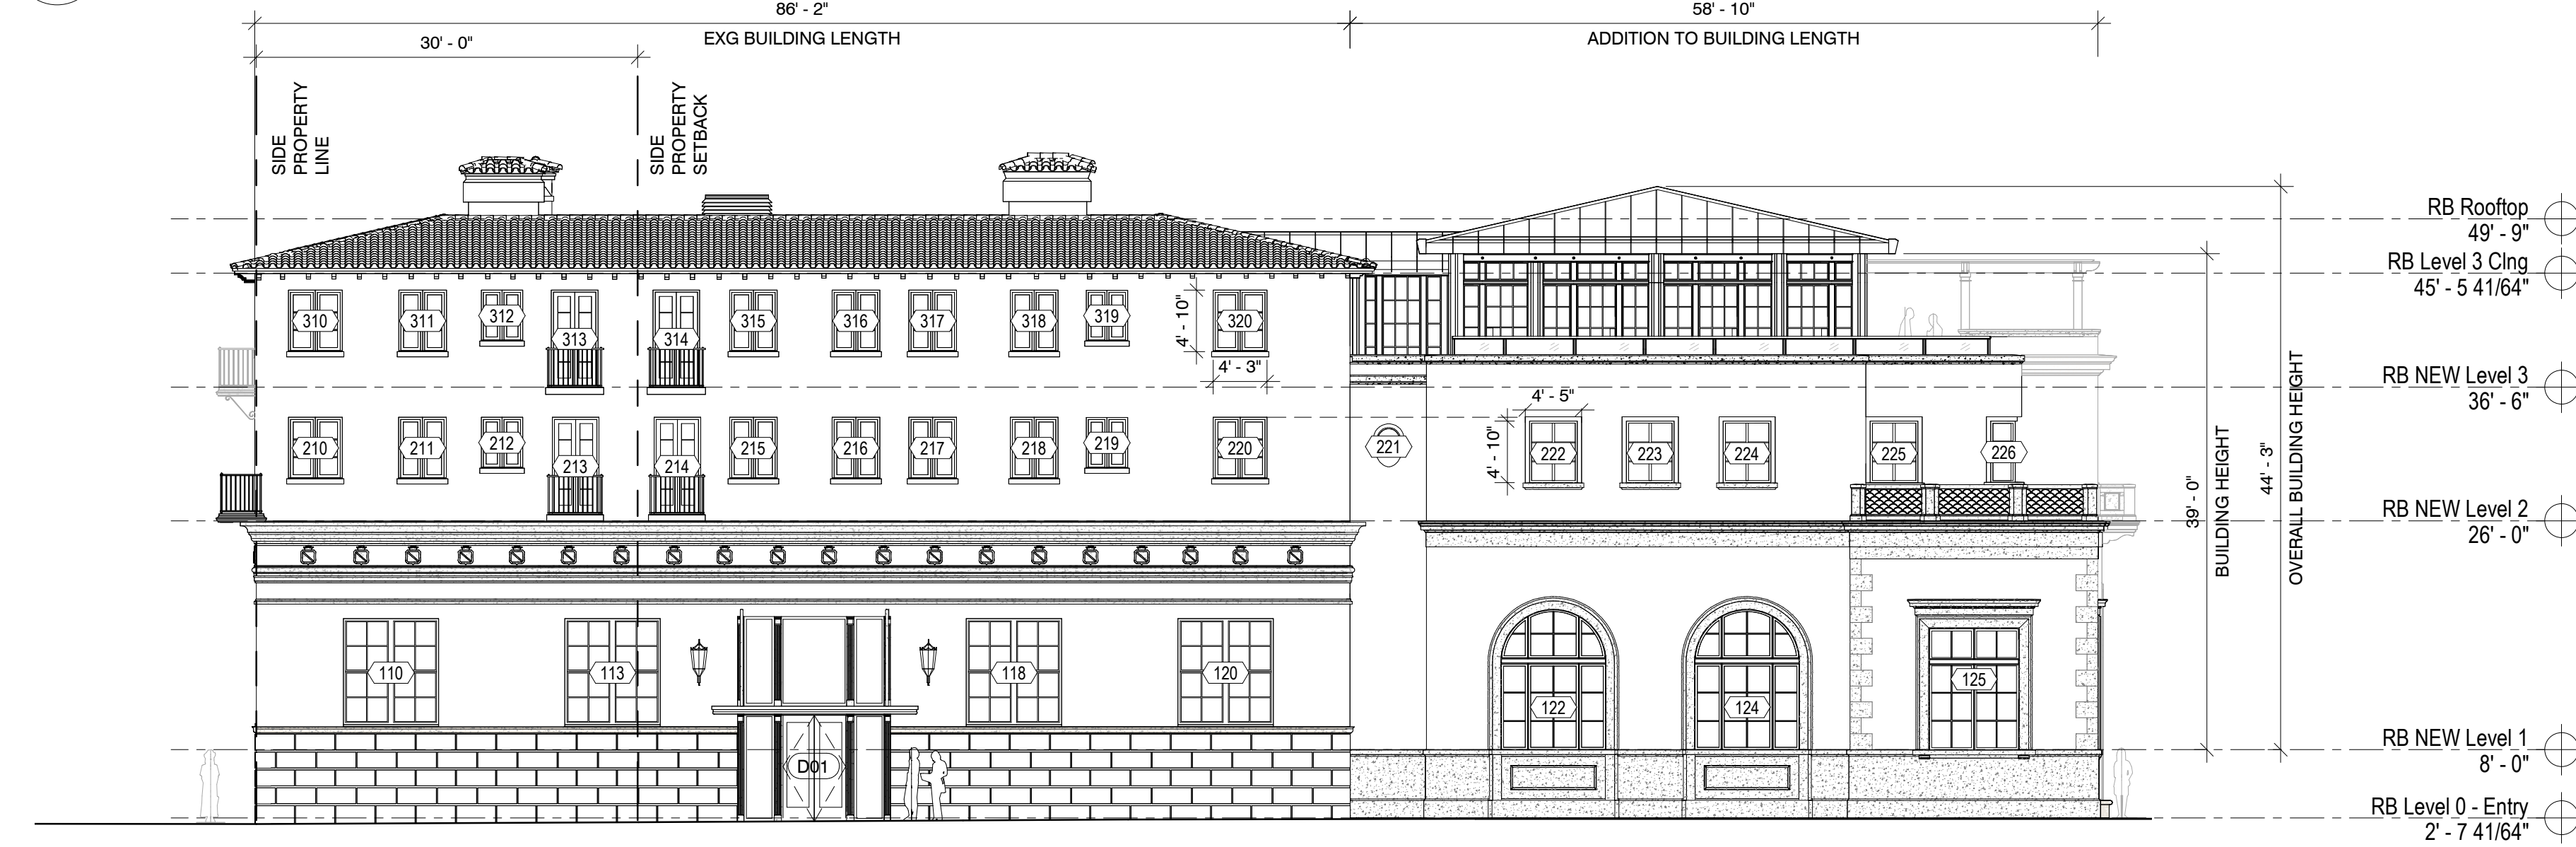 86' - 2"
58' - 10"
EXG BUILDING LENGTH
ADDITION TO BUILDING LENGTH
30' - 0"
SIDE
PROPERTY
LINE
SIDE
PROPERTY
SETBACK
RB Rooftop
49' - 9"
RB Level 3 Clng
45' - 5 41/64"
310
311
312
313
314
315
316
317
318
319
4' - 10"
320
4' - 3"
RB NEW Level 3
36' - 6"
210
211
212
213
214
215
216
217
218
219
220
221
4' - 5"
4' - 10"
222
223
224
225
226
39' - 0"
BUILDING HEIGHT
44' - 3"
OVERALL BUILDING HEIGHT
RB NEW Level 2
26' - 0"
110
113
118
120
122
124
125
D01
RB NEW Level 1
8' - 0"
RB Level 0 - Entry
2' - 7 41/64"